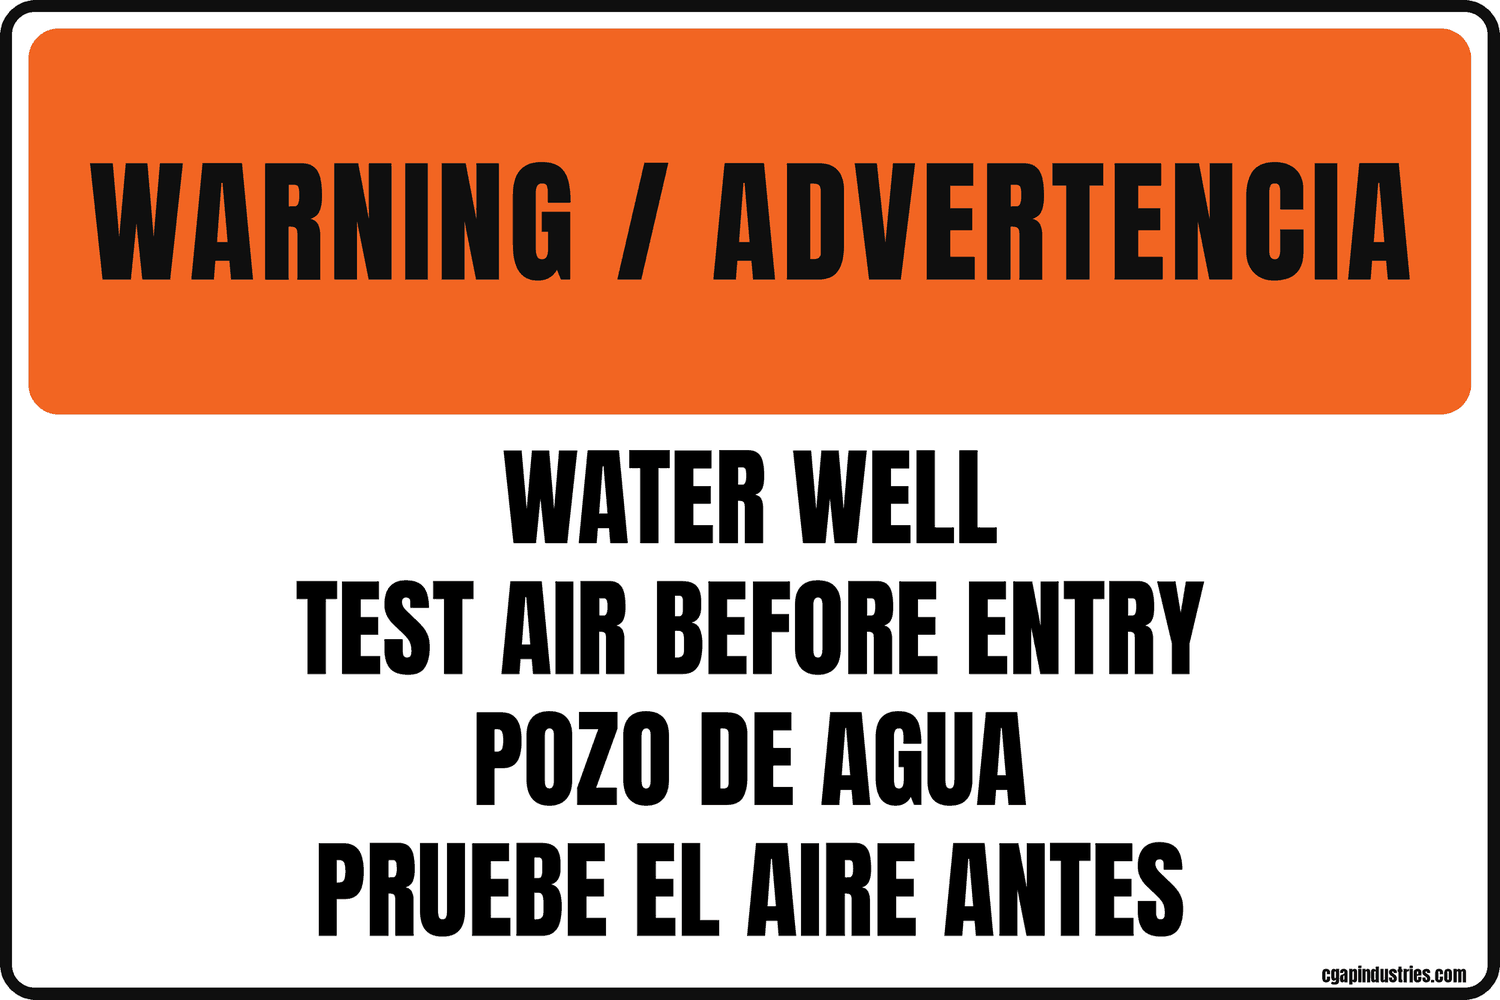 WARNING / ADVERTENCIA
WATER WELL
TEST AIR BEFORE ENTRY
POZO DE AGUA
PRUEBE EL AIRE ANTES
cgapindustries.com